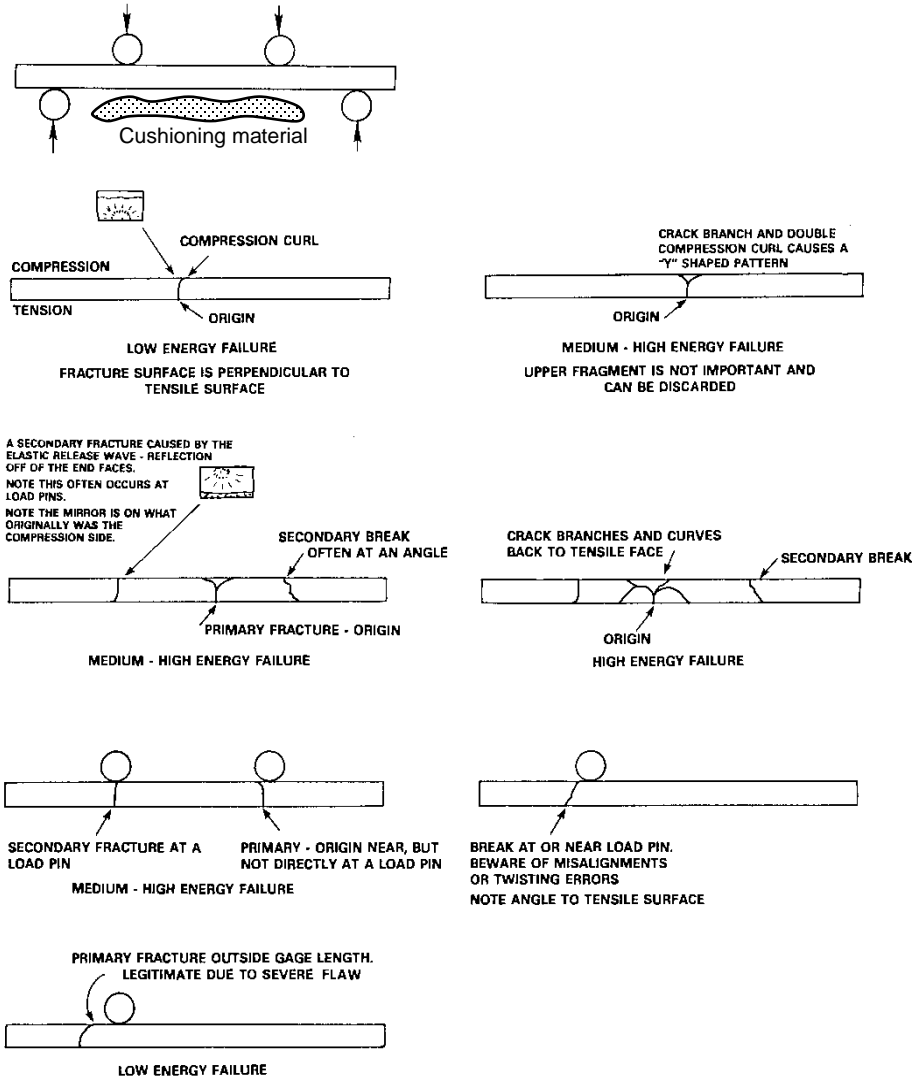 Cushioning material
COMPRESSION CURL
COMPRESSION
TENSION
ORIGIN
LOW ENERGY FAILURE
FRACTURE SURFACE IS PERPENDICULAR TO
TENSILE SURFACE
CRACK BRANCH AND DOUBLE
COMPRESSION CURL CAUSES A
"Y" SHAPED PATTERN
ORIGIN
MEDIUM - HIGH ENERGY FAILURE
UPPER FRAGMENT IS NOT IMPORTANT AND
CAN BE DISCARDED
A SECONDARY FRACTURE CAUSED BY THE
ELASTIC RELEASE WAVE - REFLECTION
OFF OF THE END FACES.
NOTE THIS OFTEN OCCURS AT
LOAD PINS.
NOTE THE MIRROR IS ON WHAT
ORIGINALLY WAS THE
COMPRESSION SIDE.
SECONDARY BREAK
OFTEN AT AN ANGLE
PRIMARY FRACTURE - ORIGIN
MEDIUM - HIGH ENERGY FAILURE
CRACK BRANCHES AND CURVES
BACK TO TENSILE FACE
SECONDARY BREAK
ORIGIN
HIGH ENERGY FAILURE
SECONDARY FRACTURE AT A
LOAD PIN
PRIMARY - ORIGIN NEAR, BUT
NOT DIRECTLY AT A LOAD PIN
MEDIUM - HIGH ENERGY FAILURE
BREAK AT OR NEAR LOAD PIN.
BEWARE OF MISALIGNMENTS
OR TWISTING ERRORS
NOTE ANGLE TO TENSILE SURFACE
PRIMARY FRACTURE OUTSIDE GAGE LENGTH.
LEGITIMATE DUE TO SEVERE FLAW
LOW ENERGY FAILURE